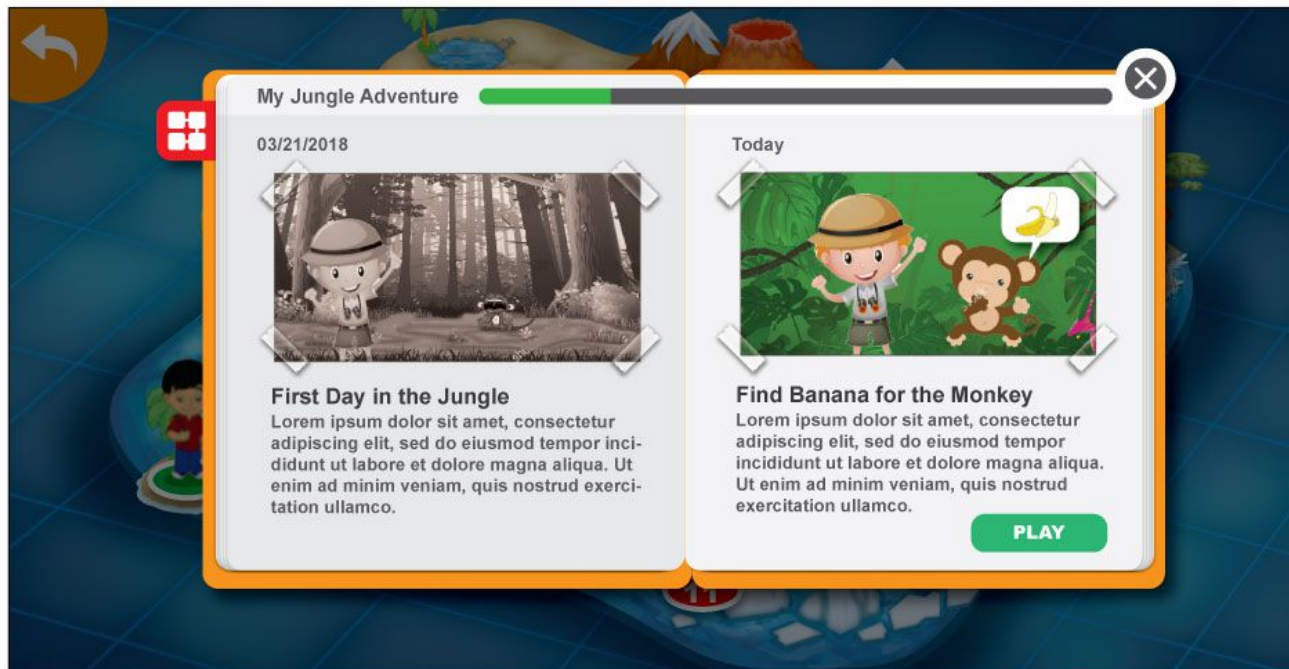 My Jungle Adventure
03/21/2018
First Day in the Jungle
Lorem ipsum dolor sit amet, consectetur
adipiscing elit, sed do eiusmod tempor inci-
didunt ut labore et dolore magna aliqua. Ut
enim ad minim veniam, quis nostrud exerci-
tation ullamco.
Today
Find Banana for the Monkey
Lorem ipsum dolor sit amet, consectetur
adipiscing elit, sed do eiusmod tempor
incididunt ut labore et dolore magna aliqua.
Ut enim ad minim veniam, quis nostrud
exercitation ullamco.
PLAY
11